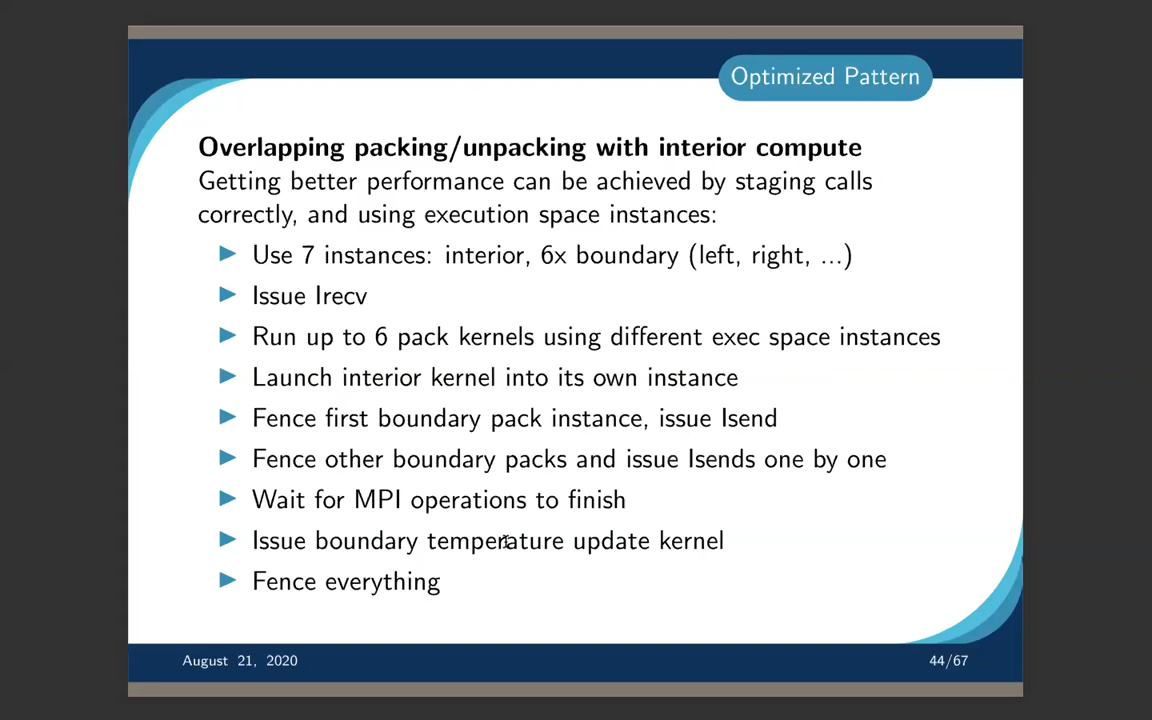 Optimized Pattern
Overlapping packing/unpacking with interior compute
Getting better performance can be achieved by staging calls
correctly, and using execution space instances:
Use 7 instances: interior, 6x boundary (left, right, ...)
Issue Irecv
Run up to 6 pack kernels using different exec space instances
Launch interior kernel into its own instance
Fence first boundary pack instance, issue Isend
Fence other boundary packs and issue Isends one by one
Wait for MPI operations to finish
Issue boundary temperature update kernel
Fence everything
August 21, 2020
44/67